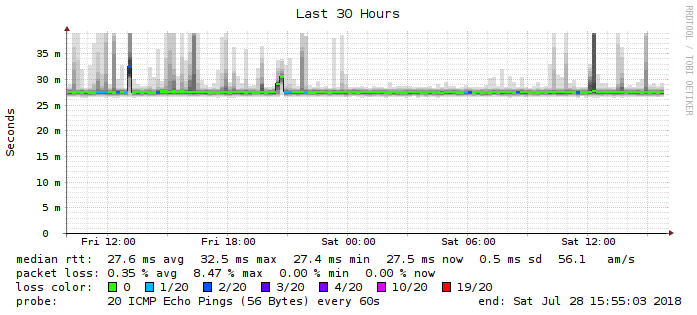 Last 30 Hours
RRDTOOL / TOBI OETIKER
Seconds
35 m
30 m
25 m
20 m
15 m
10 m
5 m
0
Fri 12:00 Fri 18:00 Sat 00:00 Sat 06:00 Sat 12:00
median rtt: 27.6 ms avg 32.5 ms max 27.4 ms min 27.5 ms now 0.5 ms sd 56.1 am/s
packet loss: 0.35 % avg 8.47 % max 0.00 % min 0.00 % now
loss color: 0 1/20 2/20 3/20 4/20 10/20 19/20
probe: 20 ICMP Echo Pings (56 Bytes) every 60s end: Sat Jul 28 15:55:03 2018